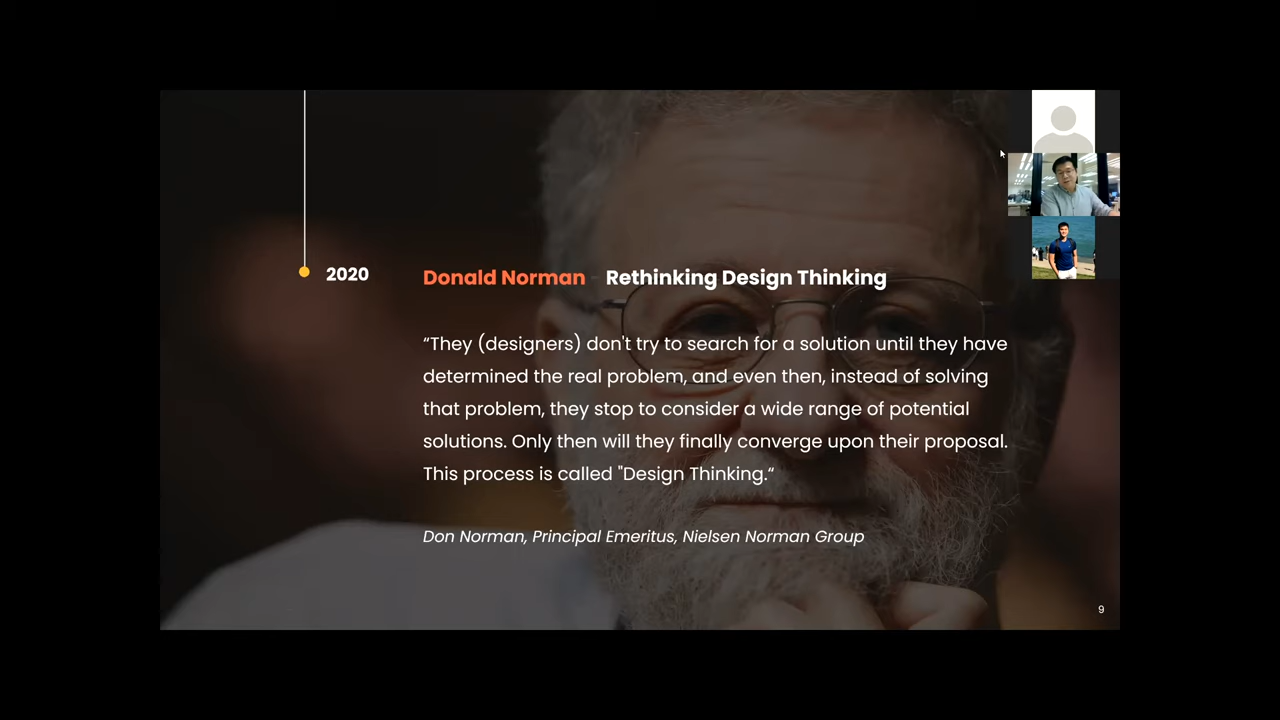 2020
Donald Norman Rethinking Design Thinking
“They (designers) don't try to search for a solution until they have
determined the real problem, and even then, instead of solving
that problem, they stop to consider a wide range of potential
solutions. Only then will they finally converge upon their proposal.
This process is called "Design Thinking.“
Don Norman, Principal Emeritus, Nielsen Norman Group
9